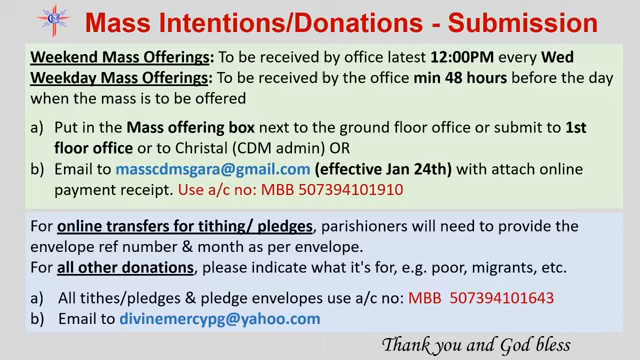 Mass Intentions/Donations - Submission
Weekend Mass Offerings: To be received by office latest 12:00PM every Wed
Weekday Mass Offerings: To be received by the office min 48 hours before the day
when the mass is to be offered
a) Put in the Mass offering box next to the ground floor office or submit to 1st
floor office or to Christal (CDM admin) OR
b) Email to masscdmsgara@gmail.com (effective Jan 24th) with attach online
payment receipt. Use a/c no: MBB 507394101910
For online transfers for tithing/ pledges, parishioners will need to provide the
envelope ref number & month as per envelope.
For all other donations, please indicate what it's for, e.g. poor, migrants, etc.
a) All tithes/pledges & pledge envelopes use a/c no: MBB 507394101643
b) Email to divinemercypg@yahoo.com
Thank you and God bless